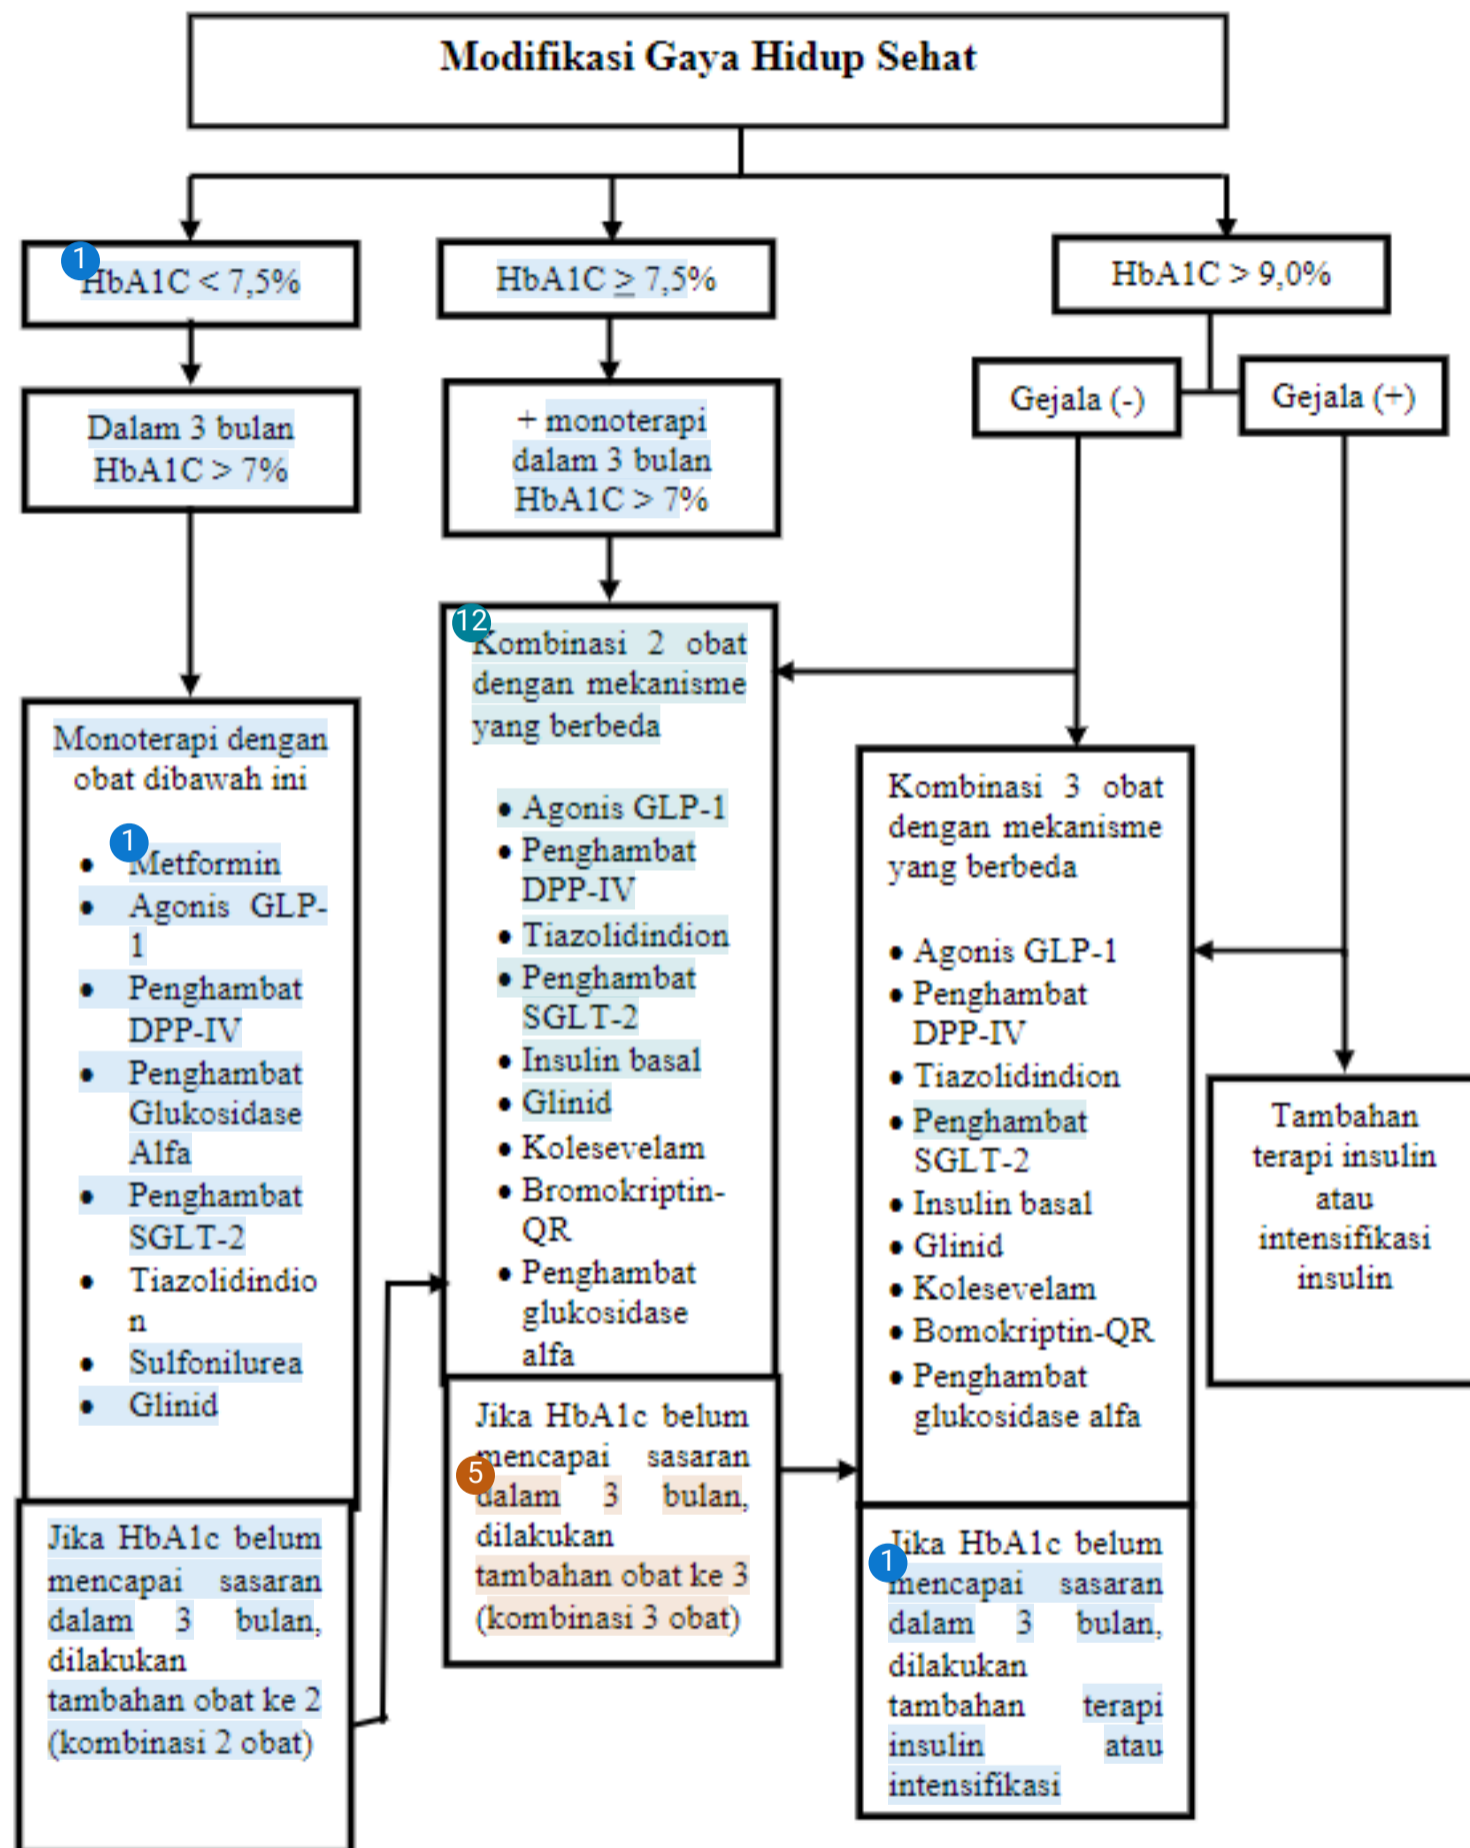 Modifikasi Gaya Hidup Sehat
1
HbA1C < 7,5%
HbA1C ≥ 7,5%
HbA1C > 9,0%
Gejala (-)
Gejala (+)
Dalam 3 bulan
HbA1C > 7%
+ monoterapi
dalam 3 bulan
HbA1C > 7%
Monoterapi dengan
obat dibawah ini
1
• Metformin
• Agonis GLP-
1
• Penghambat
DPP-IV
• Penghambat
Glukosidase
Alfa
• Penghambat
SGLT-2
• Tiazolidindio
n
• Sulfonilurea
• Glinid
Jika HbA1c belum
mencapai sasaran
dalam 3 bulan,
dilakukan
tambahan obat ke 2
(kombinasi 2 obat)
12
Kombinasi 2 obat
dengan mekanisme
yang berbeda
• Agonis GLP-1
• Penghambat
DPP-IV
• Tiazolidindion
• Penghambat
SGLT-2
• Insulin basal
• Glinid
• Kolesevelam
• Bromokriptin-
QR
• Penghambat
glukosidase
alfa
Jika HbA1c belum
mencapai sasaran
5
dalam 3 bulan,
dilakukan
tambahan obat ke 3
(kombinasi 3 obat)
Kombinasi 3 obat
dengan mekanisme
yang berbeda
• Agonis GLP-1
• Penghambat
DPP-IV
• Tiazolidindion
• Penghambat
SGLT-2
• Insulin basal
• Glinid
• Kolesevelam
• Bomokriptin-QR
• Penghambat
glukosidase alfa
Jika HbA1c belum
1
mencapai sasaran
dalam 3 bulan,
dilakukan
tambahan terapi
insulin atau
intensifikasi
Tambahan
terapi insulin
atau
intensifikasi
insulin